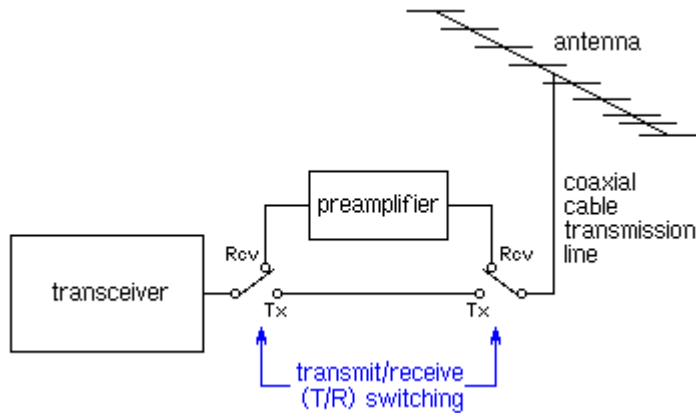 antenna
preamplifier
coaxial
cable
transmission
line
Rcv
Rcv
transceiver
Tx
Tx
transmit/receive
(T/R) switching